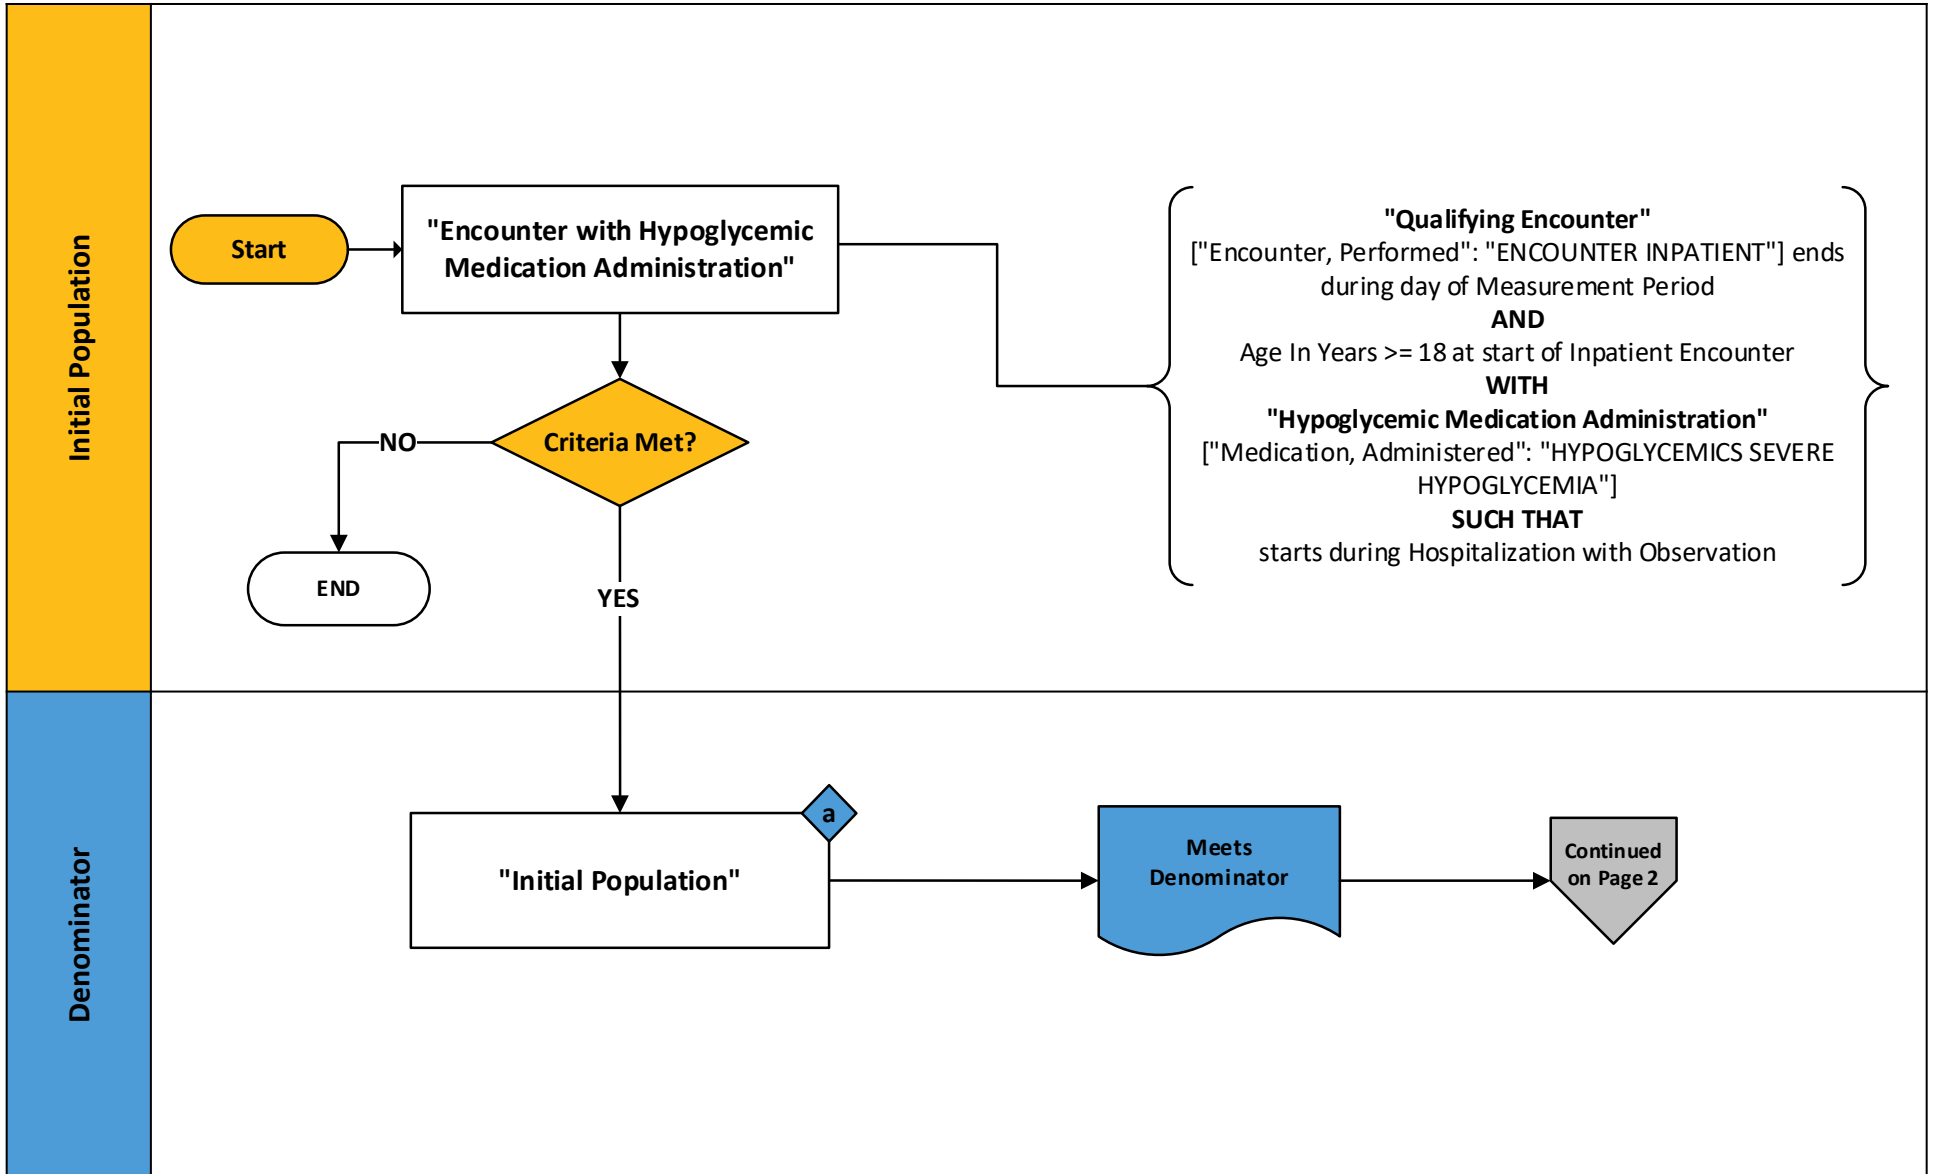 Initial Population
Start
"Encounter with Hypoglycemic
Medication Administration"
"Qualifying Encounter"
["Encounter, Performed": "ENCOUNTER INPATIENT"] ends
during day of Measurement Period
AND
Age In Years >= 18 at start of Inpatient Encounter
WITH
"Hypoglycemic Medication Administration"
["Medication, Administered": "HYPOGLYCEMICS SEVERE
HYPOGLYCEMIA"]
SUCH THAT
starts during Hospitalization with Observation
Criteria Met?
NO
END
YES
Denominator
"Initial Population"
a
Meets
Denominator
Continued
on Page 2